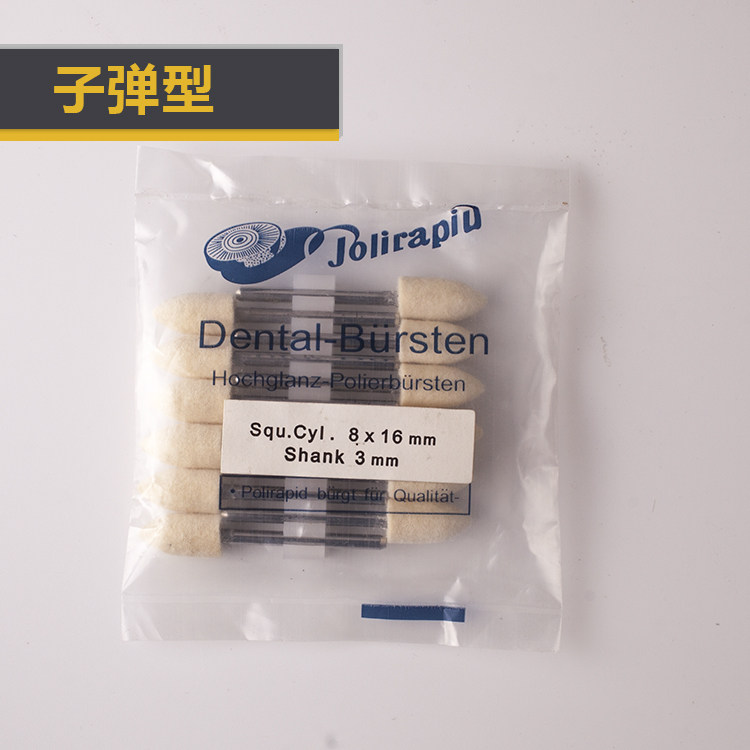 子弹型
Jolirapid
Dental-Bürsten
Hochglanz-Polierbürsten
Squ.Cyl. 8 x 16 mm
Shank 3 mm
• Polirapid bürgt für Qualität-